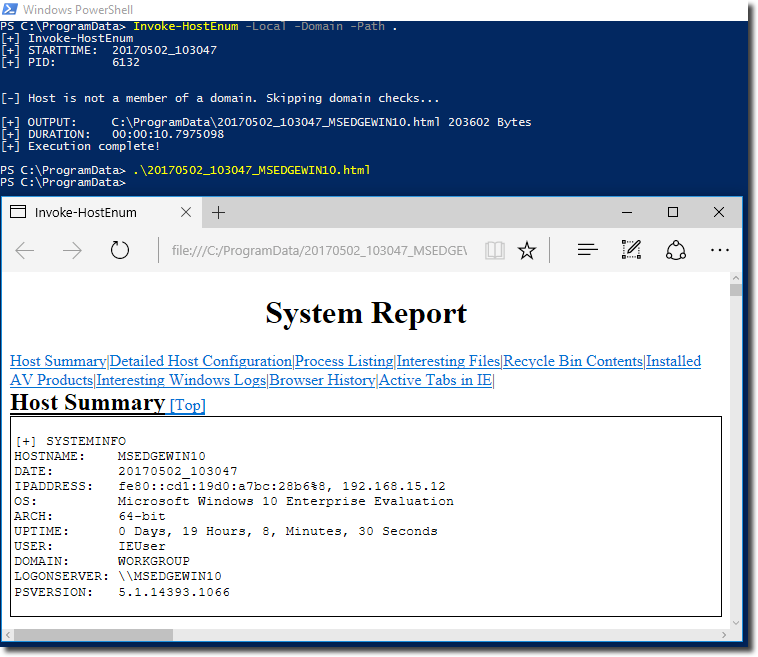 Windows PowerShell
PS C:\ProgramData> Invoke-HostEnum -Local -Domain -Path .
[+] Invoke-HostEnum
[+] STARTTIME:  20170502_103047
[+] PID:        6132
[-] Host is not a member of a domain. Skipping domain checks...
[+] OUTPUT:     C:\ProgramData\20170502_103047_MSEDGEWIN10.html 203602 Bytes
[+] DURATION:   00:00:10.7975098
[+] Execution complete!
PS C:\ProgramData> .\20170502_103047_MSEDGEWIN10.html
PS C:\ProgramData>
Invoke-HostEnum
file:///C:/ProgramData/20170502_103047_MSEDGEW
System Report
Host Summary|Detailed Host Configuration|Process Listing|Interesting Files|Recycle Bin Contents|Installed
AV Products|Interesting Windows Logs|Browser History|Active Tabs in IE|
Host Summary [Top]
[+] SYSTEMINFO
HOSTNAME:    MSEDGEWIN10
DATE:        20170502_103047
IPADDRESS:   fe80::cd1:19d0:a7bc:28b6%8, 192.168.15.12
OS:          Microsoft Windows 10 Enterprise Evaluation
ARCH:        64-bit
UPTIME:      0 Days, 19 Hours, 8, Minutes, 30 Seconds
USER:        IEUser
DOMAIN:      WORKGROUP
LOGONSERVER: \\MSEDGEWIN10
PSVERSION:   5.1.14393.1066